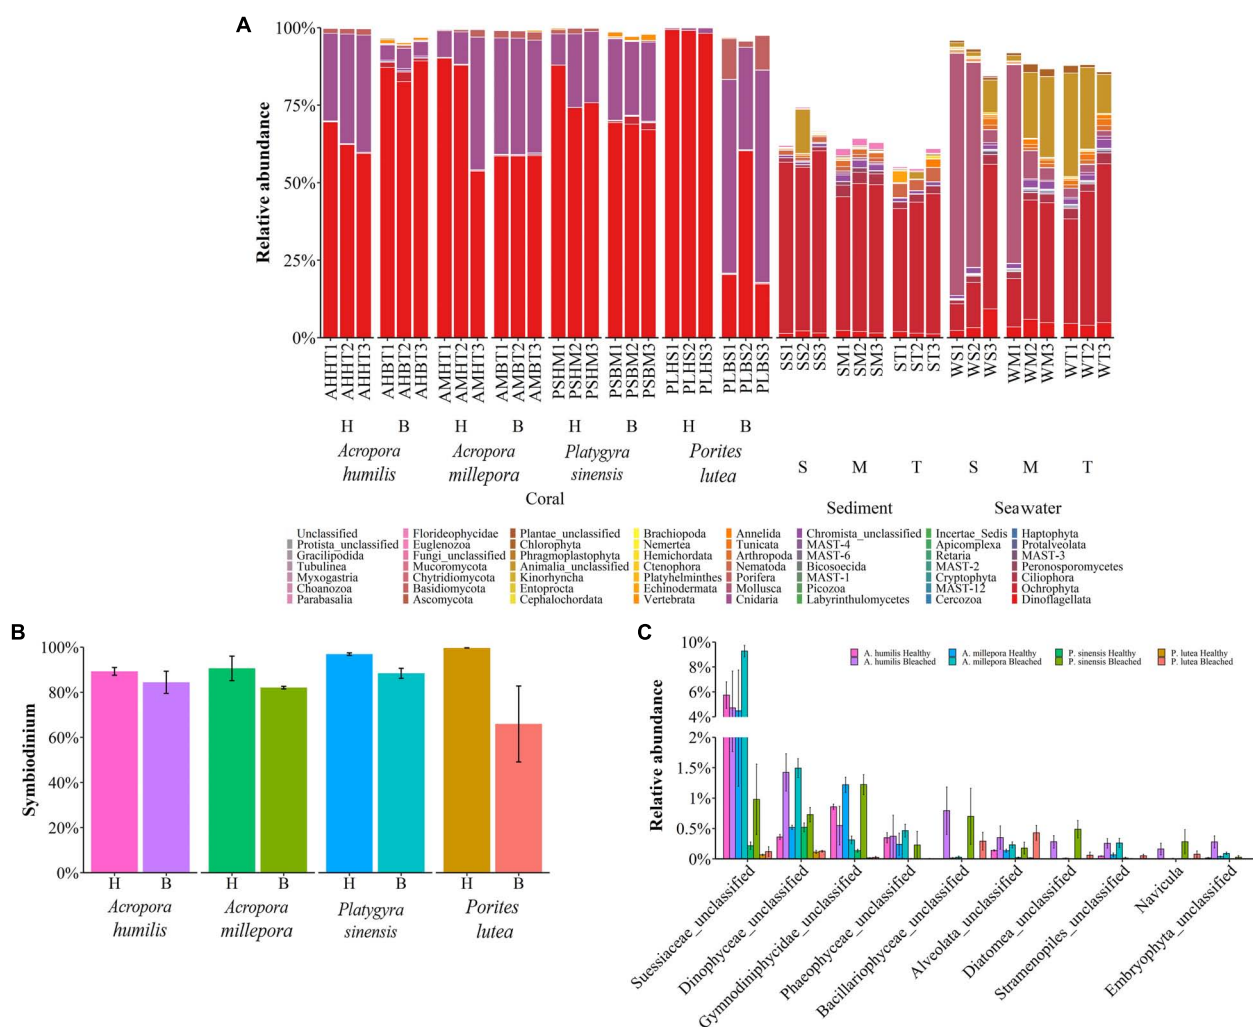 A
Relative abundance
100%
75%
50%
25%
0%
AHHT1 AHHT2 AHHT3 AHBT1 AHBT2 AHBT3 AMHT1 AMHT2 AMHT3 AMBT1 AMBT2 AMBT3 PSHM1 PSHM2 PSHM3 PSBM1 PSBM2 PSBM3 PLHS1 PLHS2 PLHS3 PLBS1 PLBS2 PLBS3 SS1 SS2 SS3 SM1 SM2 SM3 ST1 ST2 ST3 WS1 WS2 WS3 WM1 WM2 WM3 WT1 WT2 WT3
H B H B H B H B
Acropora humilis
Acropora millepora
Platygyra sinensis
Porites lutea
S M T S M T
Coral
Sediment
Seawater
Unclassified
Protista_unclassified
Gracilipodida
Tubulinea
Myxogastria
Choanozoa
Parabasalia
Florideophycidae
Euglenozoa
Fungi_unclassified
Mucoromycota
Chytridiomycota
Basidiomycota
Ascomycota
Plantae_unclassified
Chlorophyta
Phragmoplastophyta
Animalia_unclassified
Kinorhyncha
Entoprocta
Cephalochordata
Brachiopoda
Nemertea
Hemichordata
Ctenophora
Platyhelminthes
Echinodermata
Vertebrata
Annelida
Tunicata
Arthropoda
Nematoda
Porifera
Mollusca
Cnidaria
Chromista_unclassified
MAST-4
MAST-6
Bicosoecida
MAST-1
Picozoa
Labyrinthulomycetes
Incertae_Sedis
Apicomplexa
Retaria
MAST-2
Cryptophyta
MAST-12
Cercozoa
Haptophyta
Protalveolata
MAST-3
Peronosporomycetes
Ciliophora
Ochrophyta
Dinoflagellata
B
Symbiodinium
100%
80%
60%
40%
20%
0%
H B H B H B H B
Acropora humilis
Acropora millepora
Platygyra sinensis
Porites lutea
C
Relative abundance
10%
8%
6%
4%
2%
1.5%
1%
0.5%
0%
A. humilis Healthy
A. humilis Bleached
A. millepora Healthy
A. millepora Bleached
P. sinensis Healthy
P. sinensis Bleached
P. lutea Healthy
P. lutea Bleached
Suessiaceae_unclassified
Dinophyceae_unclassified
Gymnodiniphycidae_unclassified
Phaeophyceae_unclassified
Bacillariophyceae_unclassified
Alveolata_unclassified
Diatomea_unclassified
Stramenopiles_unclassified
Navicula
Embryophyta_unclassified